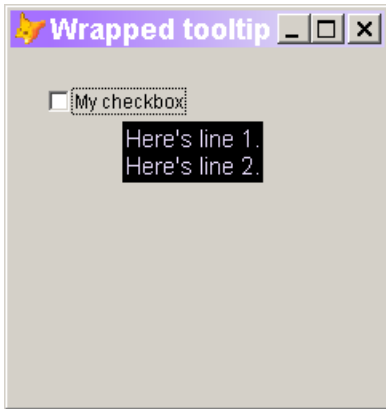 Wrapped tooltip
My checkbox
Here's line 1.
Here's line 2.